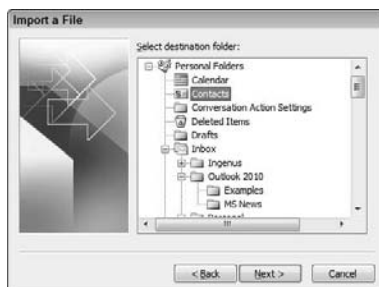 Import a File
Select destination folder:
Personal Folders
Calendar
Contacts
Conversation Action Settings
Deleted Items
Drafts
Inbox
Ingenus
Outlook 2010
Examples
MS News
< Back
Next >
Cancel